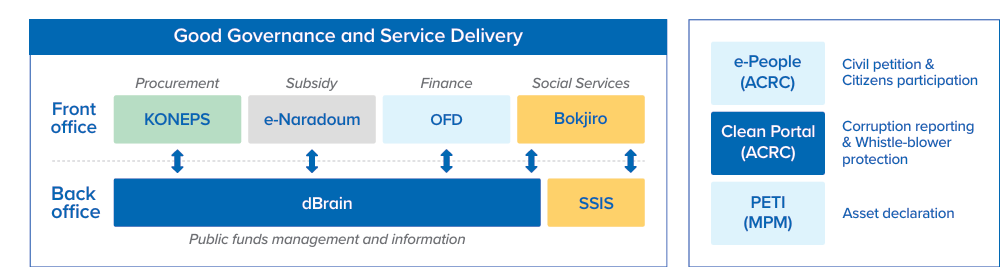 Good Governance and Service Delivery
Procurement
Subsidy
Finance
Social Services
Front
office
KONEPS
e-Naradoum
OFD
Bokjiro
Back
office
dBrain
SSIS
Public funds management and information
e-People
(ACRC)
Civil petition &
Citizens participation
Clean Portal
(ACRC)
Corruption reporting
& Whistle-blower
protection
PETI
(MPM)
Asset declaration